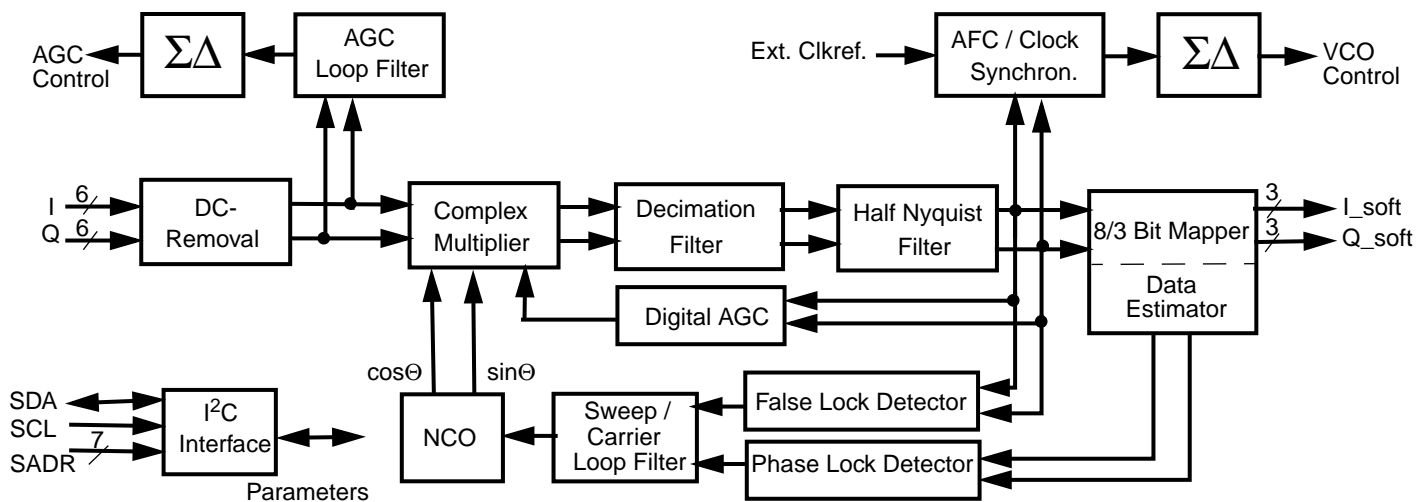 AGC
Control
ΣΔ
AGC
Loop Filter
Ext. Clkref.
AFC / Clock
Synchron.
ΣΔ
VCO
Control
I
6
Q
6
DC-
Removal
Complex
Multiplier
Decimation
Filter
Half Nyquist
Filter
8/3 Bit Mapper
Data
Estimator
3
I_soft
3
Q_soft
Digital AGC
cosΘ
sinΘ
SDA
SCL
SADR
7
I²C
Interface
Parameters
NCO
Sweep /
Carrier
Loop Filter
False Lock Detector
Phase Lock Detector